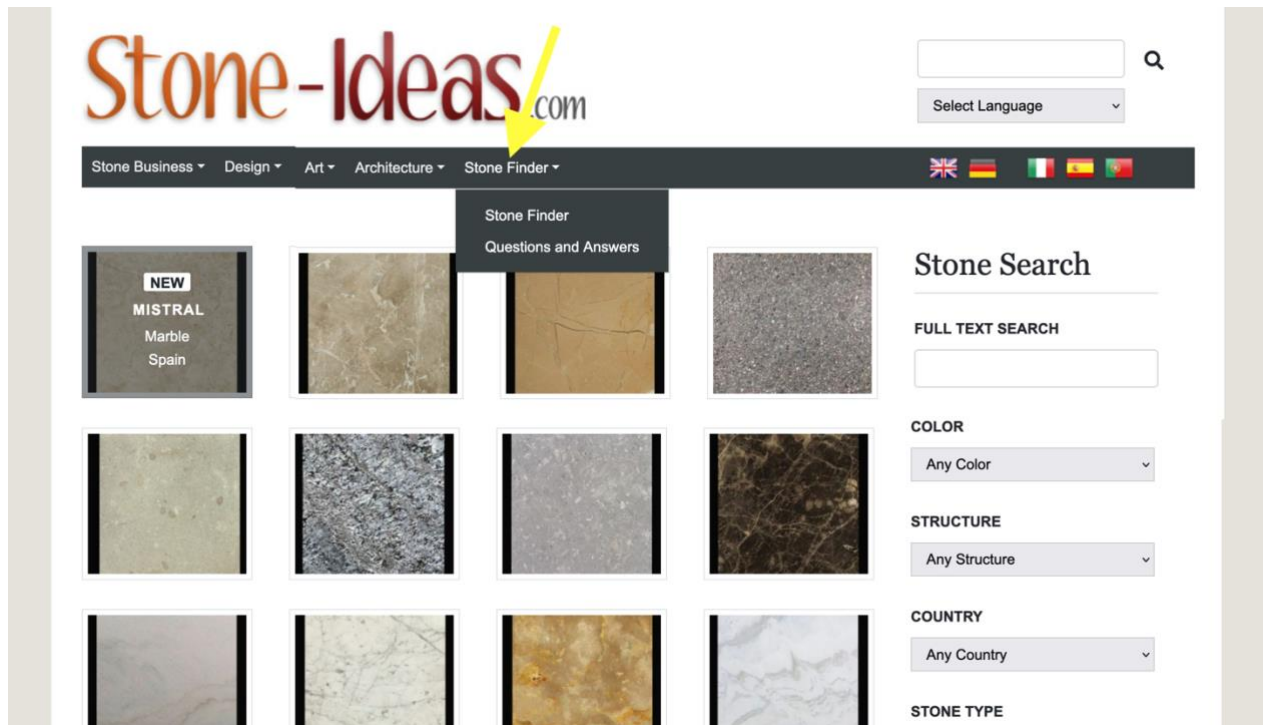 Stone-Ideas.com
Select Language
Stone Business Design Art Architecture Stone Finder
Stone Finder
Questions and Answers
NEW
MISTRAL
Marble
Spain
Stone Search
FULL TEXT SEARCH
COLOR
Any Color
STRUCTURE
Any Structure
COUNTRY
Any Country
STONE TYPE